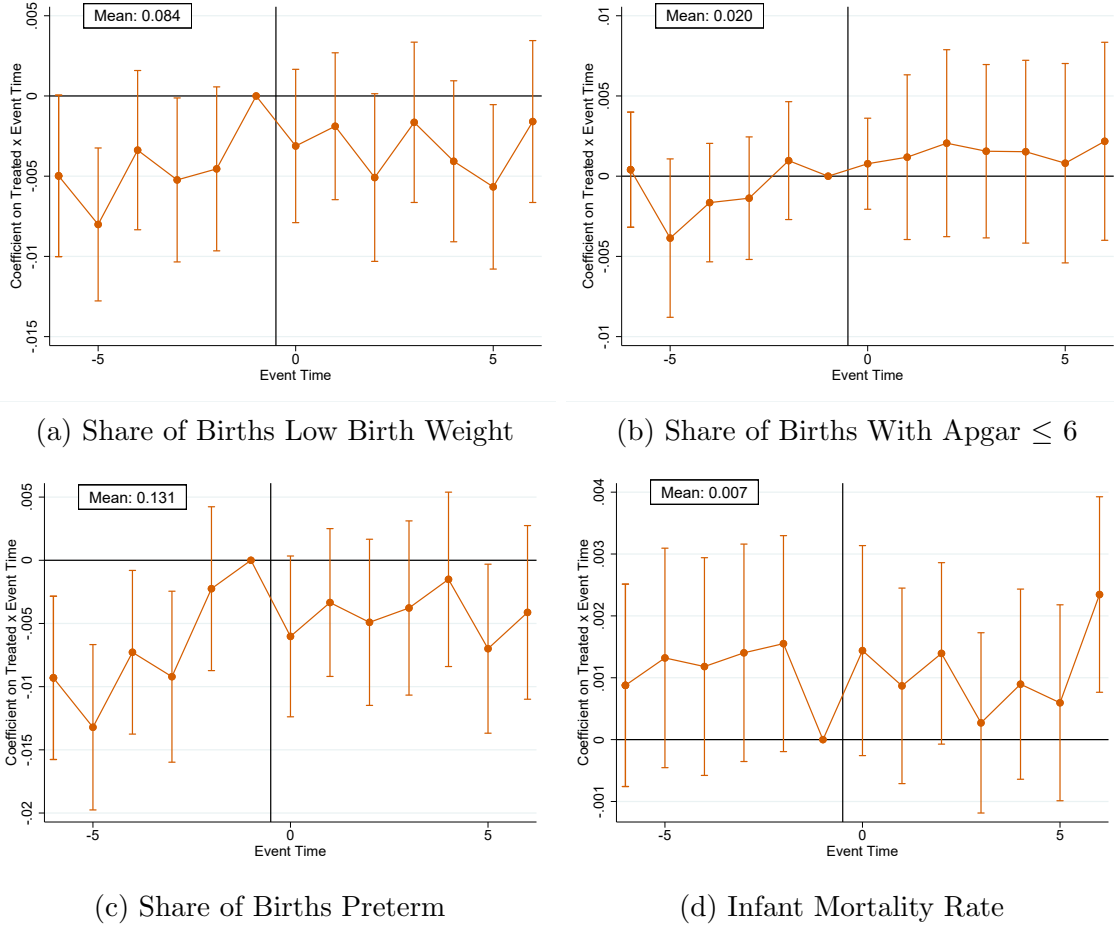 Mean: 0.084
Coefficient on Treated x Event Time
.005
0
-.005
-.01
-.015
-5
0
5
Event Time
(a) Share of Births Low Birth Weight
Mean: 0.020
Coefficient on Treated x Event Time
.01
.005
0
-.005
-.01
-5
0
5
Event Time
(b) Share of Births With Apgar ≤ 6
Mean: 0.131
Coefficient on Treated x Event Time
.005
0
-.005
-.01
-.015
-.02
-5
0
5
Event Time
(c) Share of Births Preterm
Mean: 0.007
Coefficient on Treated x Event Time
.004
.003
.002
.001
0
-.001
-5
0
5
Event Time
(d) Infant Mortality Rate